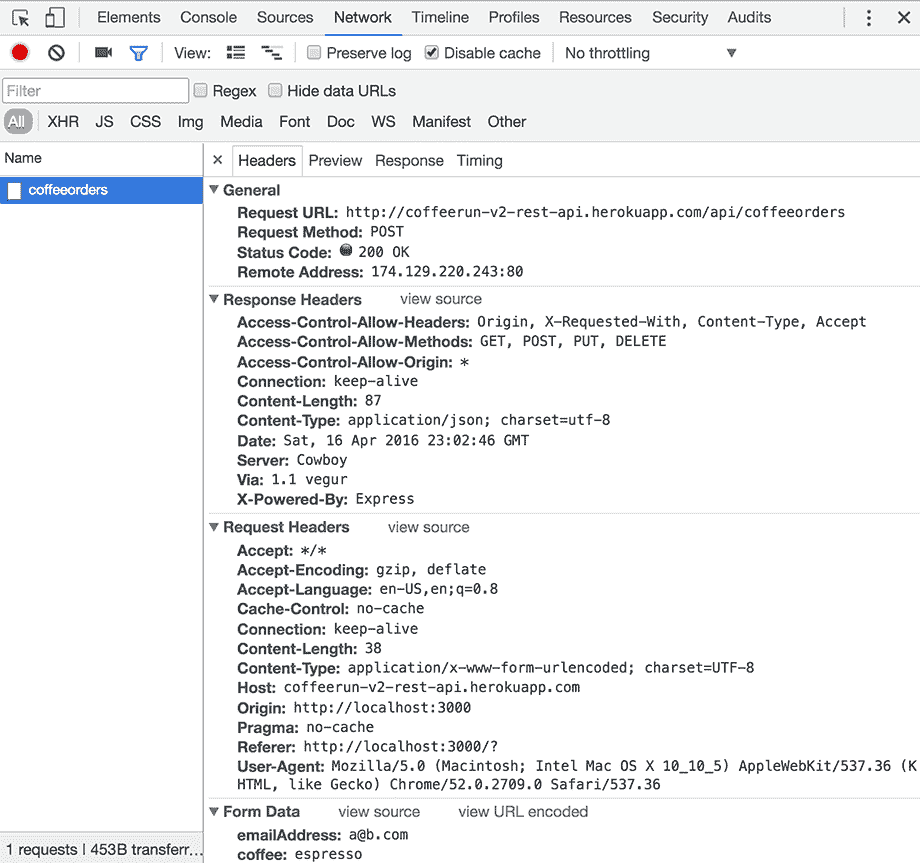 Elements Console Sources Network Timeline Profiles Resources Security Audits
View: Preserve log Disable cache No throttling
Filter Regex Hide data URLs
All XHR JS CSS Img Media Font Doc WS Manifest Other
Name
coffeeorders
Headers Preview Response Timing
General
Request URL: http://coffeerun-v2-rest-api.herokuapp.com/api/coffeeorders
Request Method: POST
Status Code: 200 OK
Remote Address: 174.129.220.243:80
Response Headers view source
Access-Control-Allow-Headers: Origin, X-Requested-With, Content-Type, Accept
Access-Control-Allow-Methods: GET, POST, PUT, DELETE
Access-Control-Allow-Origin: *
Connection: keep-alive
Content-Length: 87
Content-Type: application/json; charset=utf-8
Date: Sat, 16 Apr 2016 23:02:46 GMT
Server: Cowboy
Via: 1.1 vegur
X-Powered-By: Express
Request Headers view source
Accept: */*
Accept-Encoding: gzip, deflate
Accept-Language: en-US,en;q=0.8
Cache-Control: no-cache
Connection: keep-alive
Content-Length: 38
Content-Type: application/x-www-form-urlencoded; charset=UTF-8
Host: coffeerun-v2-rest-api.herokuapp.com
Origin: http://localhost:3000
Pragma: no-cache
Referer: http://localhost:3000/?
User-Agent: Mozilla/5.0 (Macintosh; Intel Mac OS X 10_10_5) AppleWebKit/537.36 (K
HTML, like Gecko) Chrome/52.0.2709.0 Safari/537.36
Form Data view source view URL encoded
emailAddress: a@b.com
coffee: espresso
1 requests | 453B transferr...